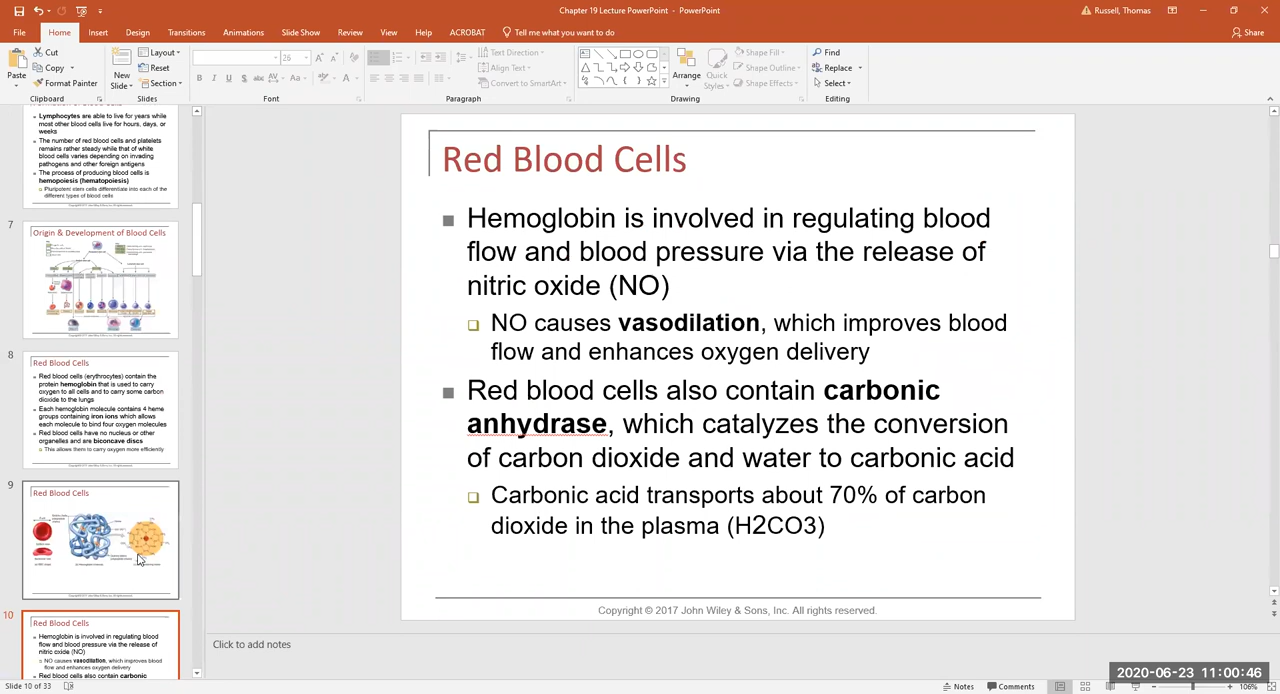 Chapter 19 Lecture PowerPoint - PowerPoint
Russell, Thomas
File Home Insert Design Transitions Animations Slide Show Review View Help ACROBAT Tell me what you want to do
Share
Paste
Cut
Copy
Format Painter
Clipboard
New
Slide
Layout
Reset
Section
Slides
26
Font
Text Direction
Align Text
Convert to SmartArt
Paragraph
Arrange
Quick
Styles
Shape Fill
Shape Outline
Shape Effects
Drawing
Find
Replace
Select
Editing
Lymphocytes are able to live for years while
most other blood cells live for hours, days, or
weeks
The number of red blood cells and platelets
remains rather steady while that of white
blood cells varies depending on invading
pathogens and other foreign antigens
The process of producing blood cells is
hemopoiesis (hematopoiesis)
Pluripotent stem cells differentiate into each of the
different types of blood cells
7
Origin & Development of Blood Cells
8
Red Blood Cells
Red blood cells (erythrocytes) contain the
protein hemoglobin that is used to carry
oxygen to all cells and to carry some carbon
dioxide to the lungs
Each hemoglobin molecule contains 4 heme
groups containing iron ions which allows
each molecule to bind four oxygen molecules
Red blood cells have no nucleus or other
organelles and are biconcave discs
This allows them to carry oxygen more efficiently
9
Red Blood Cells
10
Red Blood Cells
Hemoglobin is involved in regulating blood
flow and blood pressure via the release of
nitric oxide (NO)
NO causes vasodilation, which improves blood
flow and enhances oxygen delivery
Red blood cells also contain carbonic
Red Blood Cells
Hemoglobin is involved in regulating blood
flow and blood pressure via the release of
nitric oxide (NO)
NO causes vasodilation, which improves blood
flow and enhances oxygen delivery
Red blood cells also contain carbonic
anhydrase, which catalyzes the conversion
of carbon dioxide and water to carbonic acid
Carbonic acid transports about 70% of carbon
dioxide in the plasma (H2CO3)
Copyright © 2017 John Wiley & Sons, Inc. All rights reserved.
Click to add notes
2020-06-23 11:00:46
Slide 10 of 33
Notes
Comments
106%